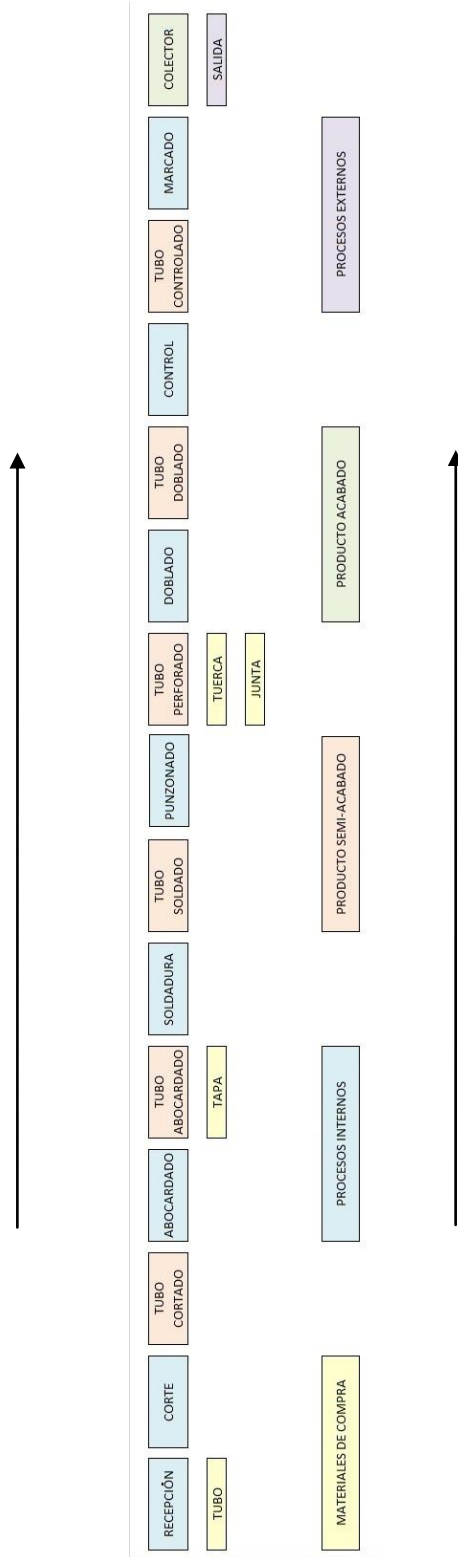 RECEPCIÓN
CORTE
TUBO
CORTADO
ABOCARDADO
TUBO
ABOCARDADO
SOLDADURA
TUBO
SOLDADO
PUNZONADO
TUBO
PERFORADO
DOBLADO
TUBO
DOBLADO
CONTROL
TUBO
CONTROLADO
MARCADO
COLECTOR
TUBO
TAPA
TUERCA
SALIDA
JUNTA
MATERIALES DE COMPRA
PROCESOS INTERNOS
PRODUCTO SEMI-ACABADO
PRODUCTO ACABADO
PROCESOS EXTERNOS